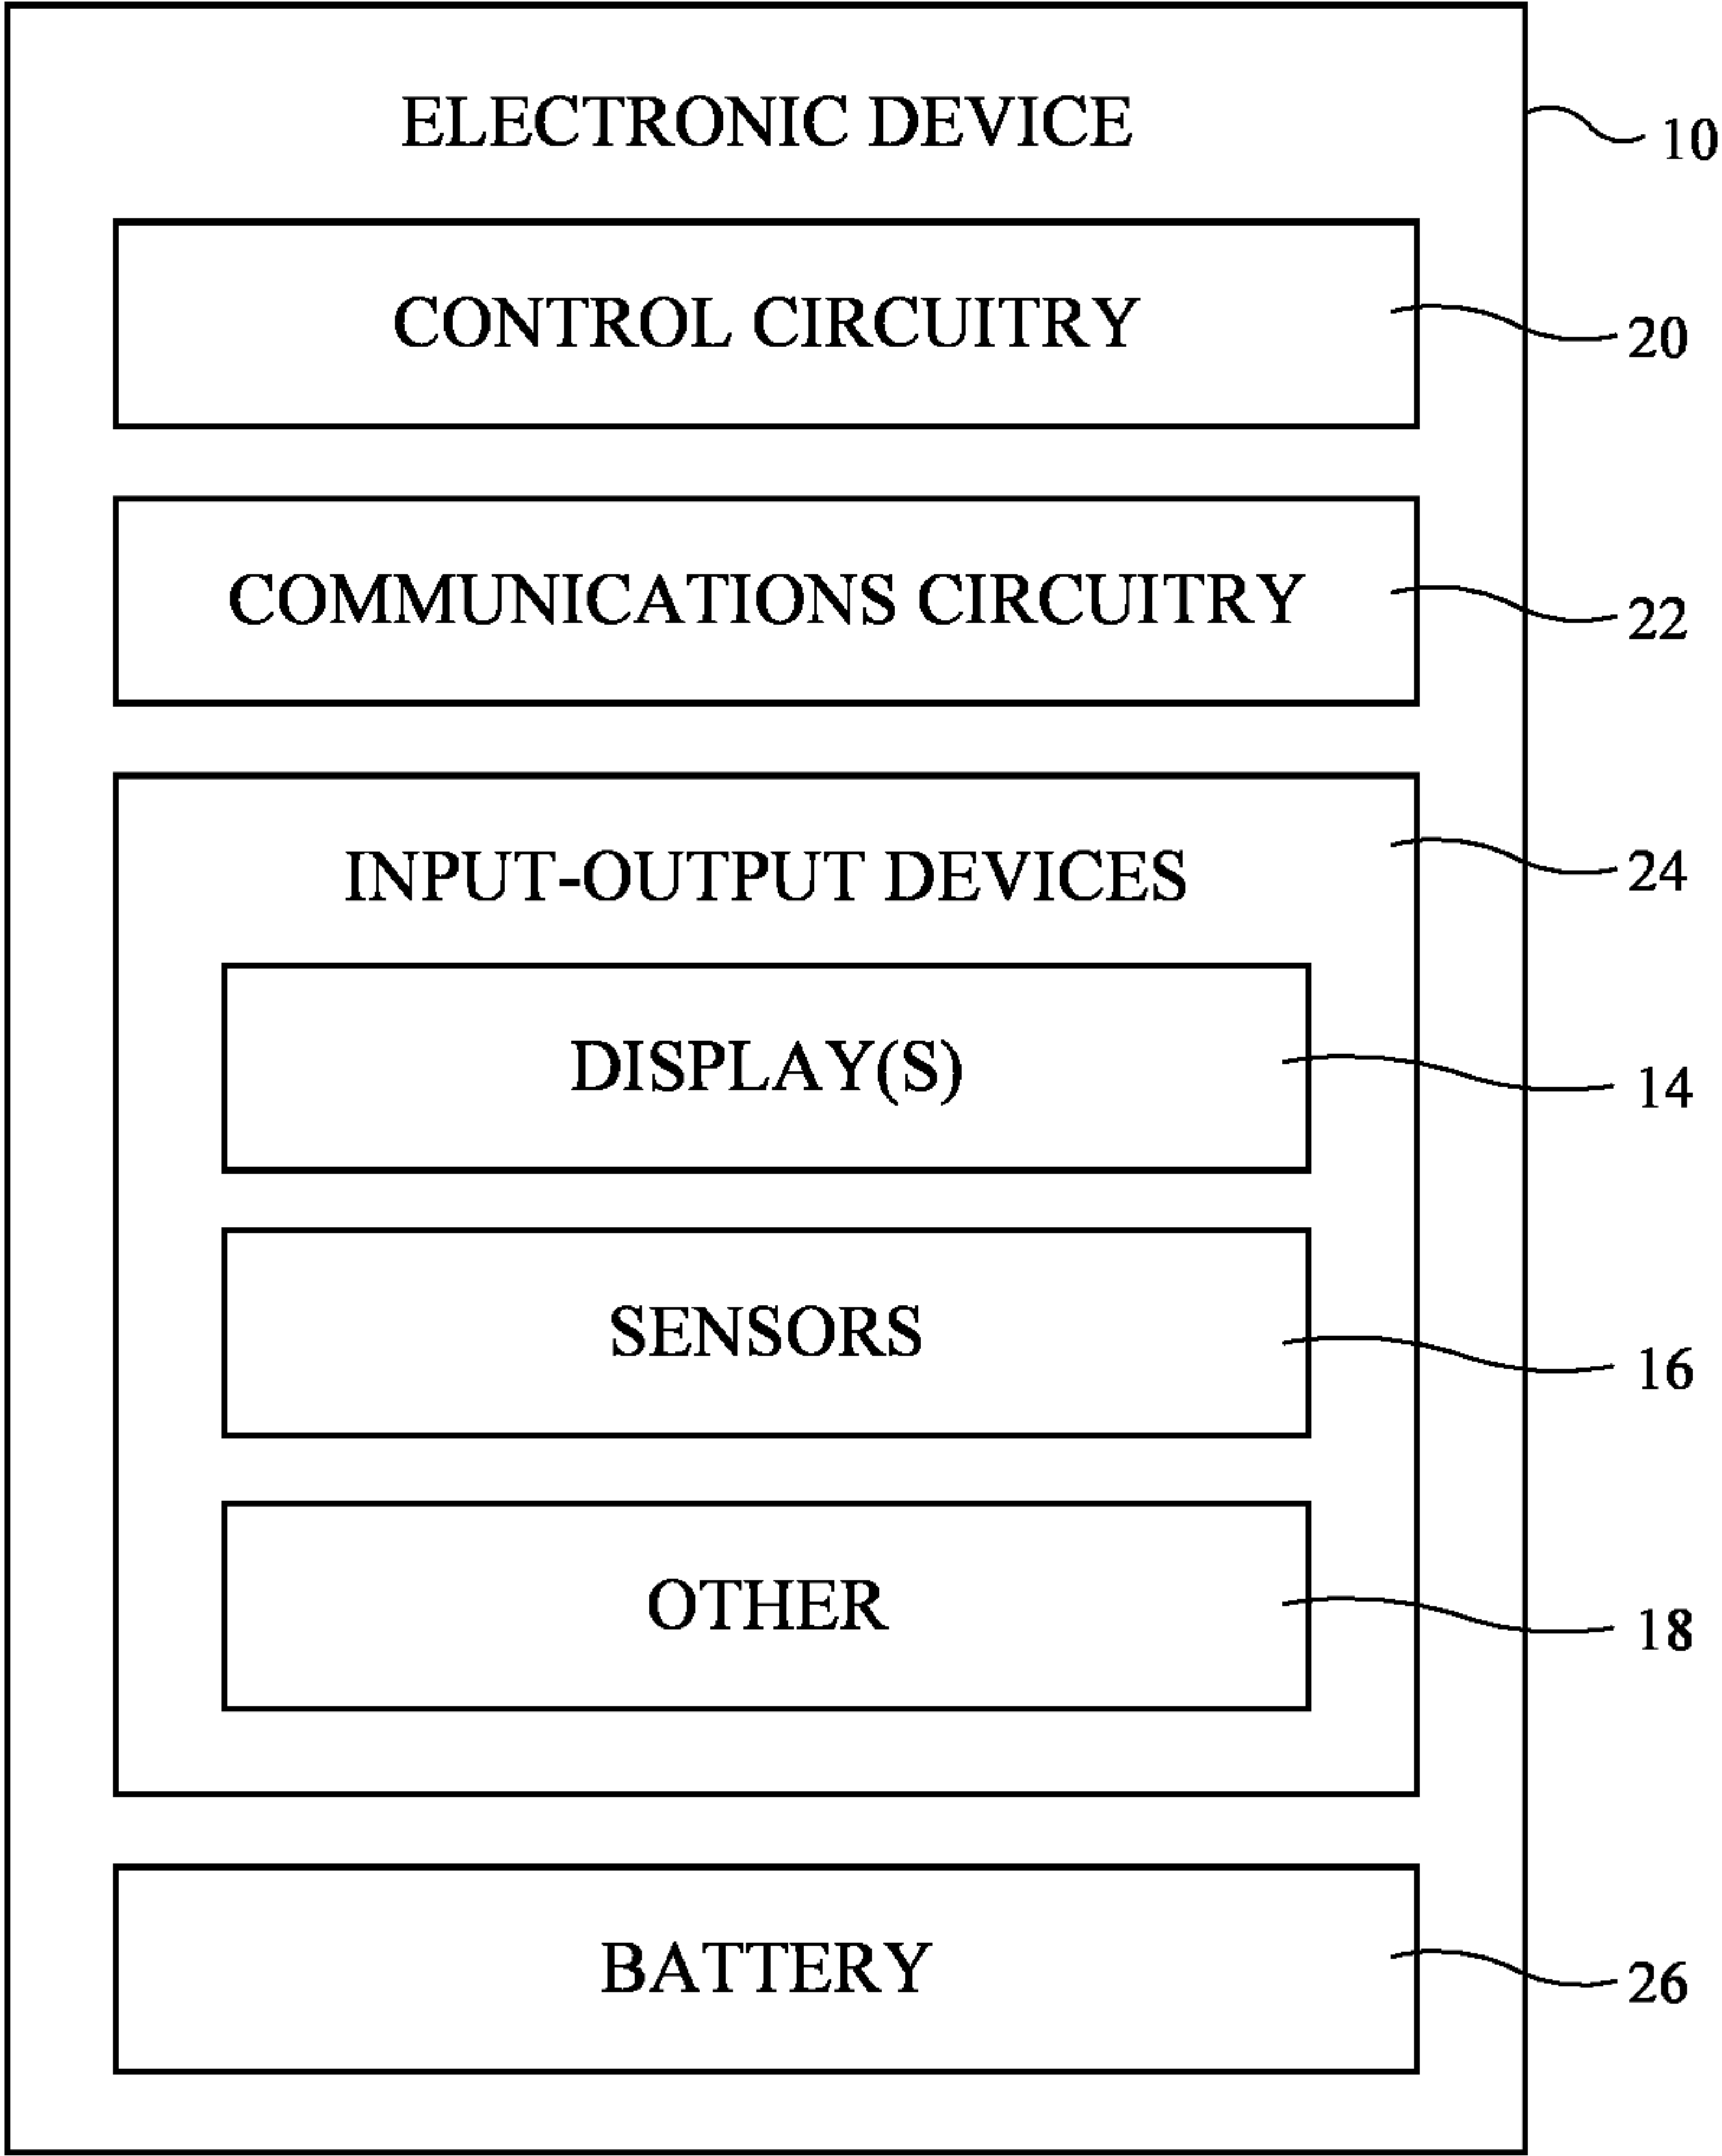 ELECTRONIC DEVICE
10
CONTROL CIRCUITRY
20
COMMUNICATIONS CIRCUITRY
22
INPUT-OUTPUT DEVICES
24
DISPLAY(S)
14
SENSORS
16
OTHER
18
BATTERY
26